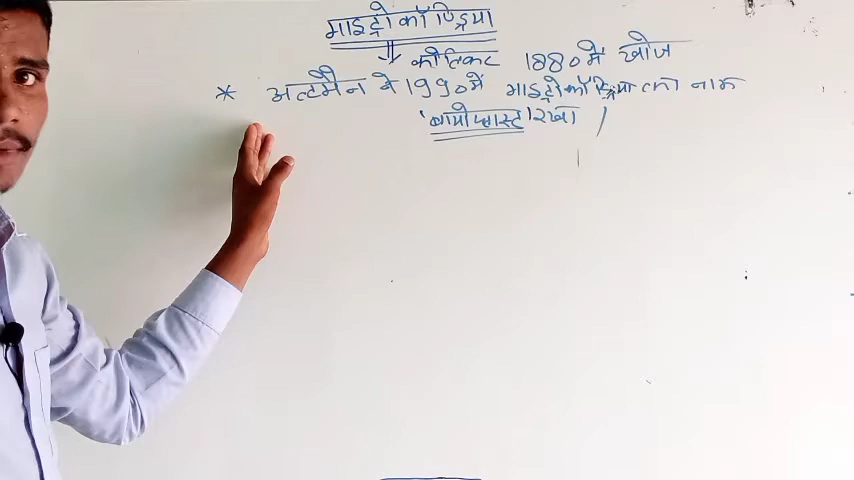 माइट्रोकॉण्ड्रिया
कोलिकर 1880 में खोज
* अल्टमैन ने 1990 में माइट्रोकॉण्ड्रिया का नाम
'बायोप्लास्ट' रखा /